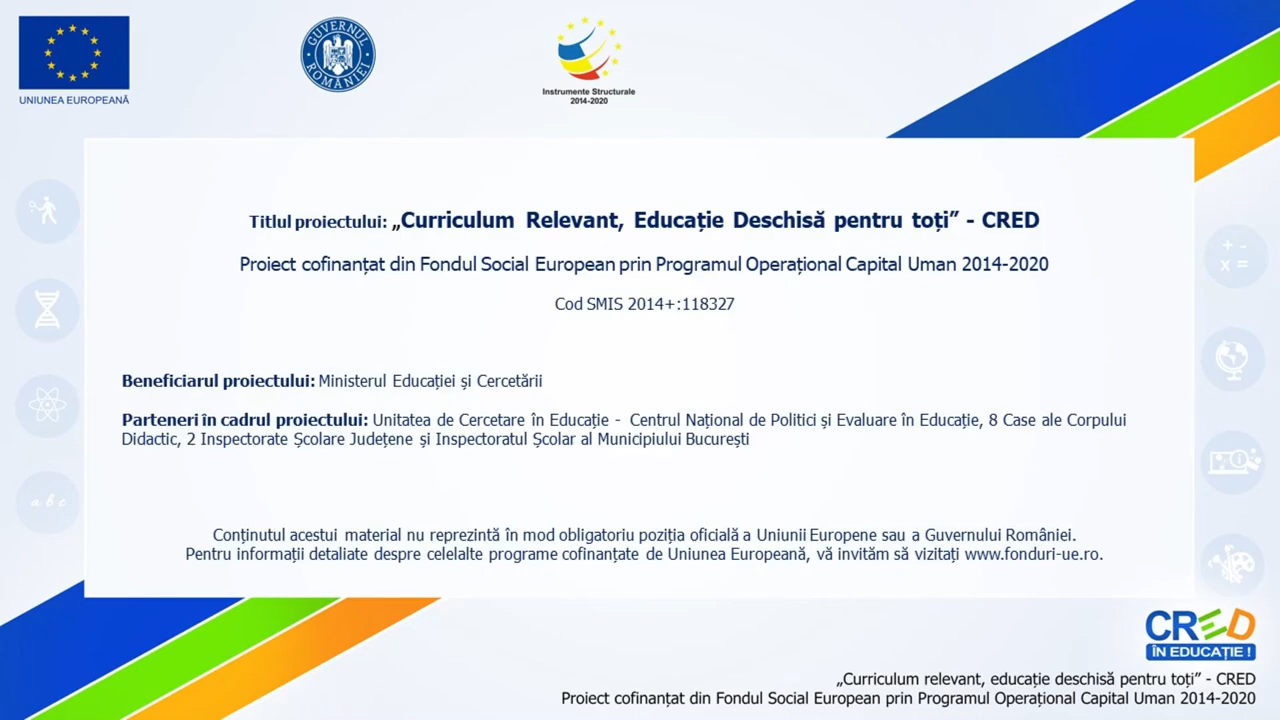 UNIUNEA EUROPEANĂ
GUVERNUL ROMÂNIEI
Instrumente Structurale
2014-2020
Titlul proiectului: „Curriculum Relevant, Educație Deschisă pentru toți” - CRED
Proiect cofinanțat din Fondul Social European prin Programul Operațional Capital Uman 2014-2020
Cod SMIS 2014+:118327
Beneficiarul proiectului: Ministerul Educației și Cercetării
Parteneri în cadrul proiectului: Unitatea de Cercetare în Educație - Centrul Național de Politici și Evaluare în Educație, 8 Case ale Corpului
Didactic, 2 Inspectorate Școlare Județene și Inspectoratul Școlar al Municipiului București
a b c
+ -
x =
Conținutul acestui material nu reprezintă în mod obligatoriu poziția oficială a Uniunii Europene sau a Guvernului României.
Pentru informații detaliate despre celelalte programe cofinanțate de Uniunea Europeană, vă invităm să vizitați www.fonduri-ue.ro.
CRED
ÎN EDUCAȚIE !
„Curriculum relevant, educație deschisă pentru toți” - CRED
Proiect cofinanțat din Fondul Social European prin Programul Operațional Capital Uman 2014-2020